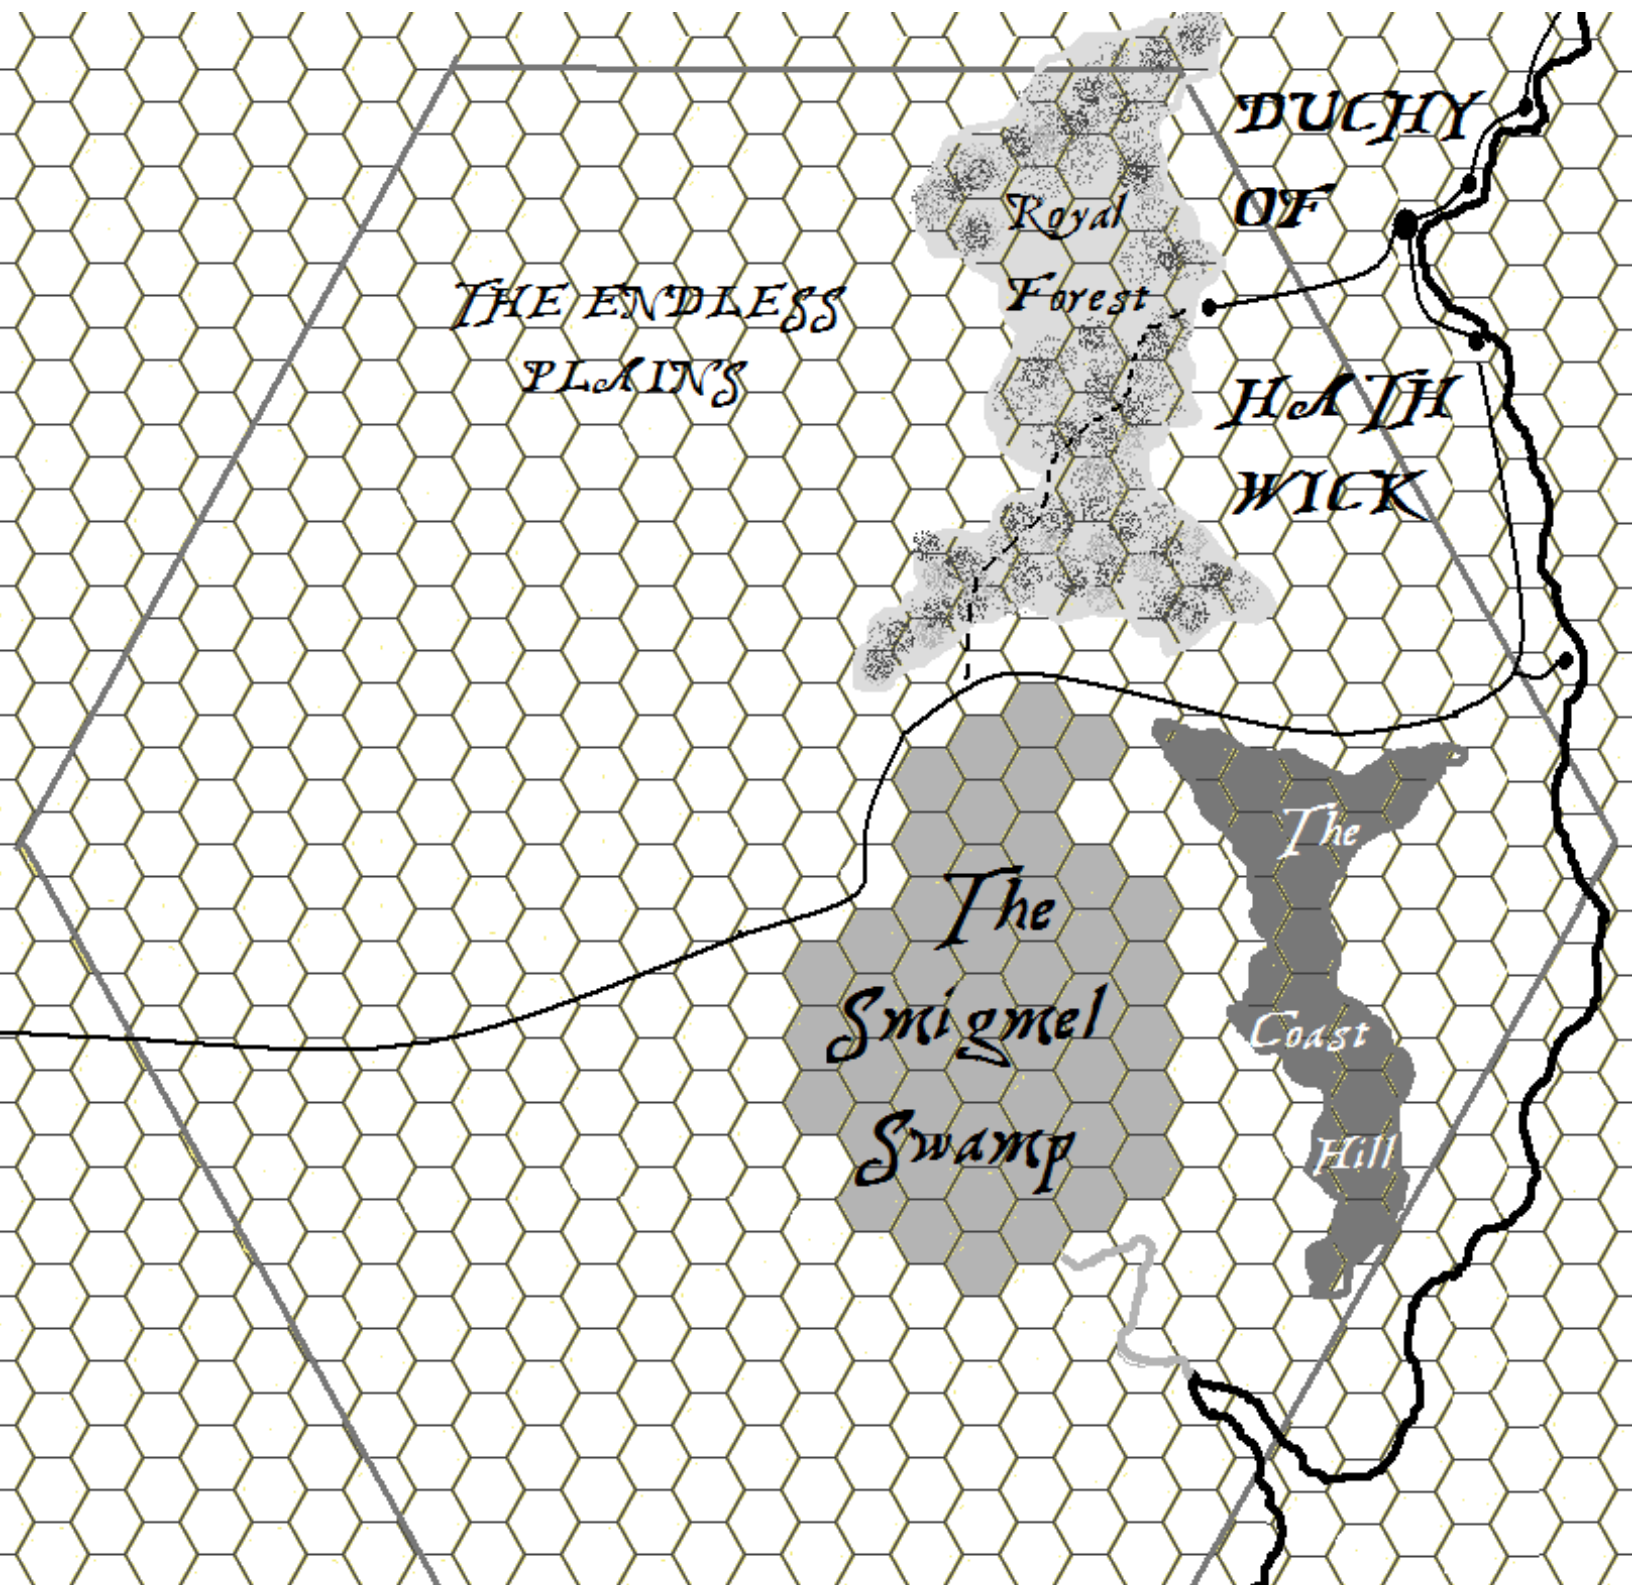 DUCHY
OF
HATH
WICK
Royal
Forest
THE ENDLESS
PLAINS
The
Smigmel
Swamp
The
Coast
Hill